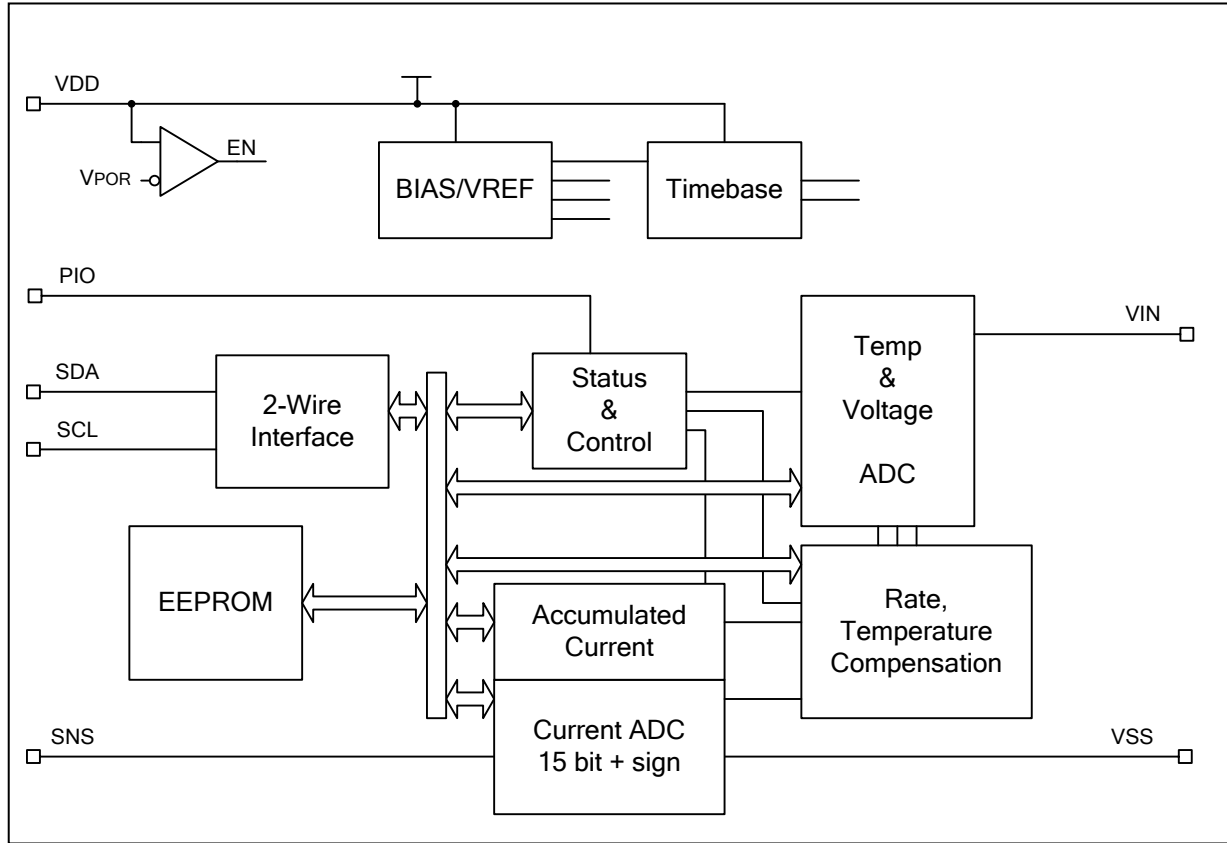 VDD
EN
VPOR
BIAS/VREF
Timebase
PIO
VIN
SDA
SCL
2-Wire
Interface
Status
&
Control
Temp
&
Voltage
ADC
EEPROM
Accumulated
Current
Rate,
Temperature
Compensation
SNS
Current ADC
15 bit + sign
VSS